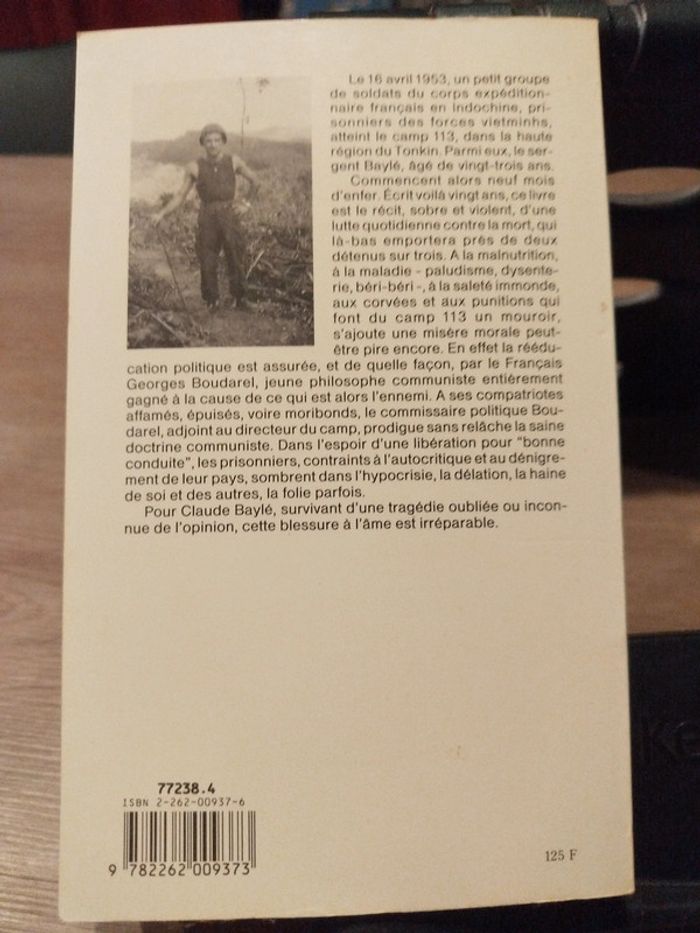 Le 16 avril 1953, un petit groupe
de soldats du corps expédition-
naire français en Indochine, pri-
sonniers des forces vietminhs,
atteint le camp 113, dans la haute
région du Tonkin. Parmi eux, le ser-
gent Baylé, âgé de vingt-trois ans.
Commencent alors neuf mois
d'enfer. Écrit voilà vingt ans, ce livre
est le récit, sobre et violent, d'une
lutte quotidienne contre la mort, qui
là-bas emportera près de deux
détenus sur trois. A la malnutrition,
à la maladie - paludisme, dysente-
rie, béri-béri -, à la saleté immonde,
aux corvées et aux punitions qui
font du camp 113 un mouroir,
s'ajoute une misère morale peut-
être pire encore. En effet la réédu-
cation politique est assurée, et de quelle façon, par le Français
Georges Boudarel, jeune philosophe communiste entièrement
gagné à la cause de ce qui est alors l'ennemi. A ses compatriotes
affamés, épuisés, voire moribonds, le commissaire politique Bou-
darel, adjoint au directeur du camp, prodigue sans relâche la saine
doctrine communiste. Dans l'espoir d'une libération pour "bonne
conduite", les prisonniers, contraints à l'autocritique et au dénigre-
ment de leur pays, sombrent dans l'hypocrisie, la délation, la haine
de soi et des autres, la folie parfois.
Pour Claude Baylé, survivant d'une tragédie oubliée ou incon-
nue de l'opinion, cette blessure à l'âme est irréparable.
77238.4
ISBN 2-262-00937-6
9 782262 009373
125 F